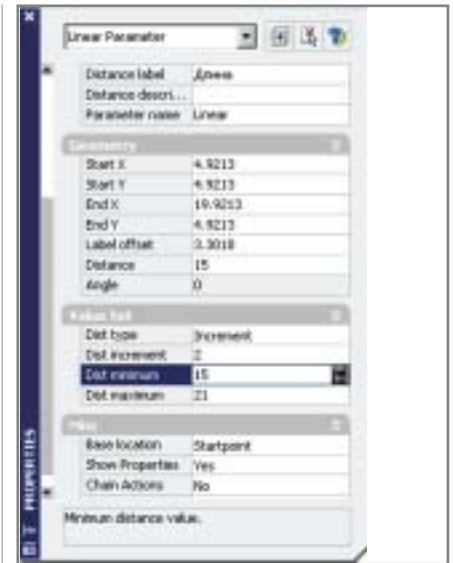 Linear Parameter
Distance label Длина
Distance descri...
Parameter name Linear
Geometry
Start X 4.9213
Start Y 4.9213
End X 19.9213
End Y 4.9213
Label offset 3.3018
Distance 15
Angle 0
Value Set
Dist type Increment
Dist increment 2
Dist minimum 15
Dist maximum 21
Misc
Base location Startpoint
Show Properties Yes
Chain Actions No
Minimum distance value.
PROPERTIES